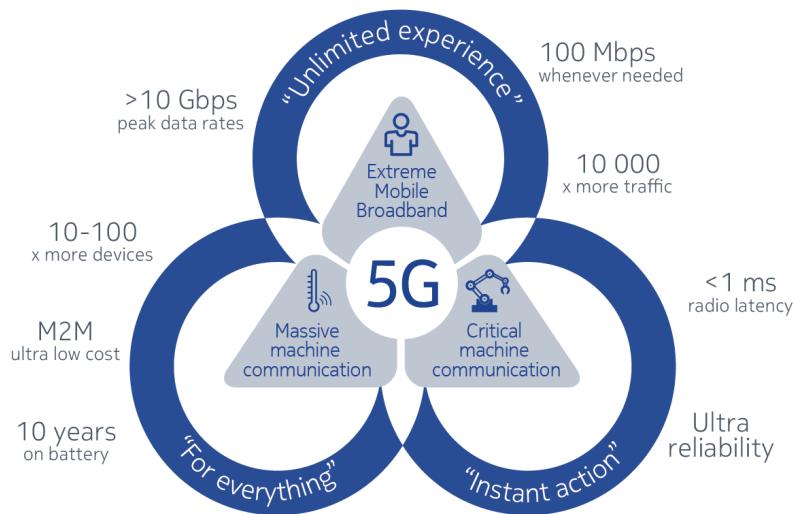 “Unlimited experience”
100 Mbps
whenever needed
>10 Gbps
peak data rates
10 000
x more traffic
Extreme
Mobile
Broadband
5G
10-100
x more devices
M2M
ultra low cost
10 years
on battery
Massive
machine
communication
“For everything”
Critical
machine
communication
<1 ms
radio latency
Ultra
reliability
“Instant action”